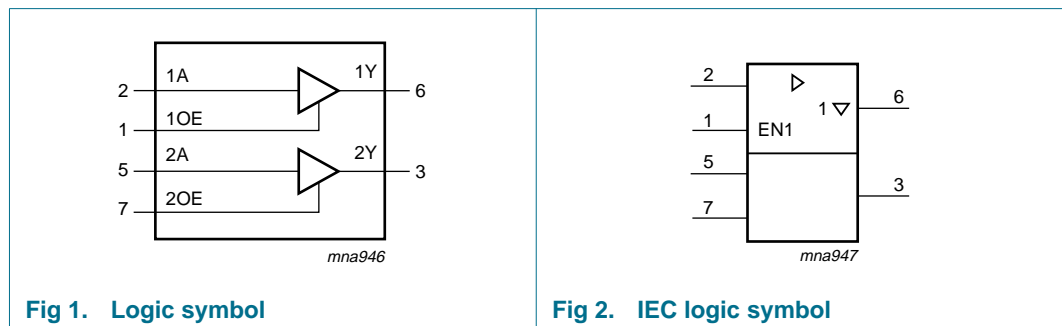 1A
1Y
2
6
1OE
1
2A
2Y
5
3
2OE
7
mna946
Fig 1. Logic symbol
2
6
1
1
EN1
5
3
7
mna947
Fig 2. IEC logic symbol